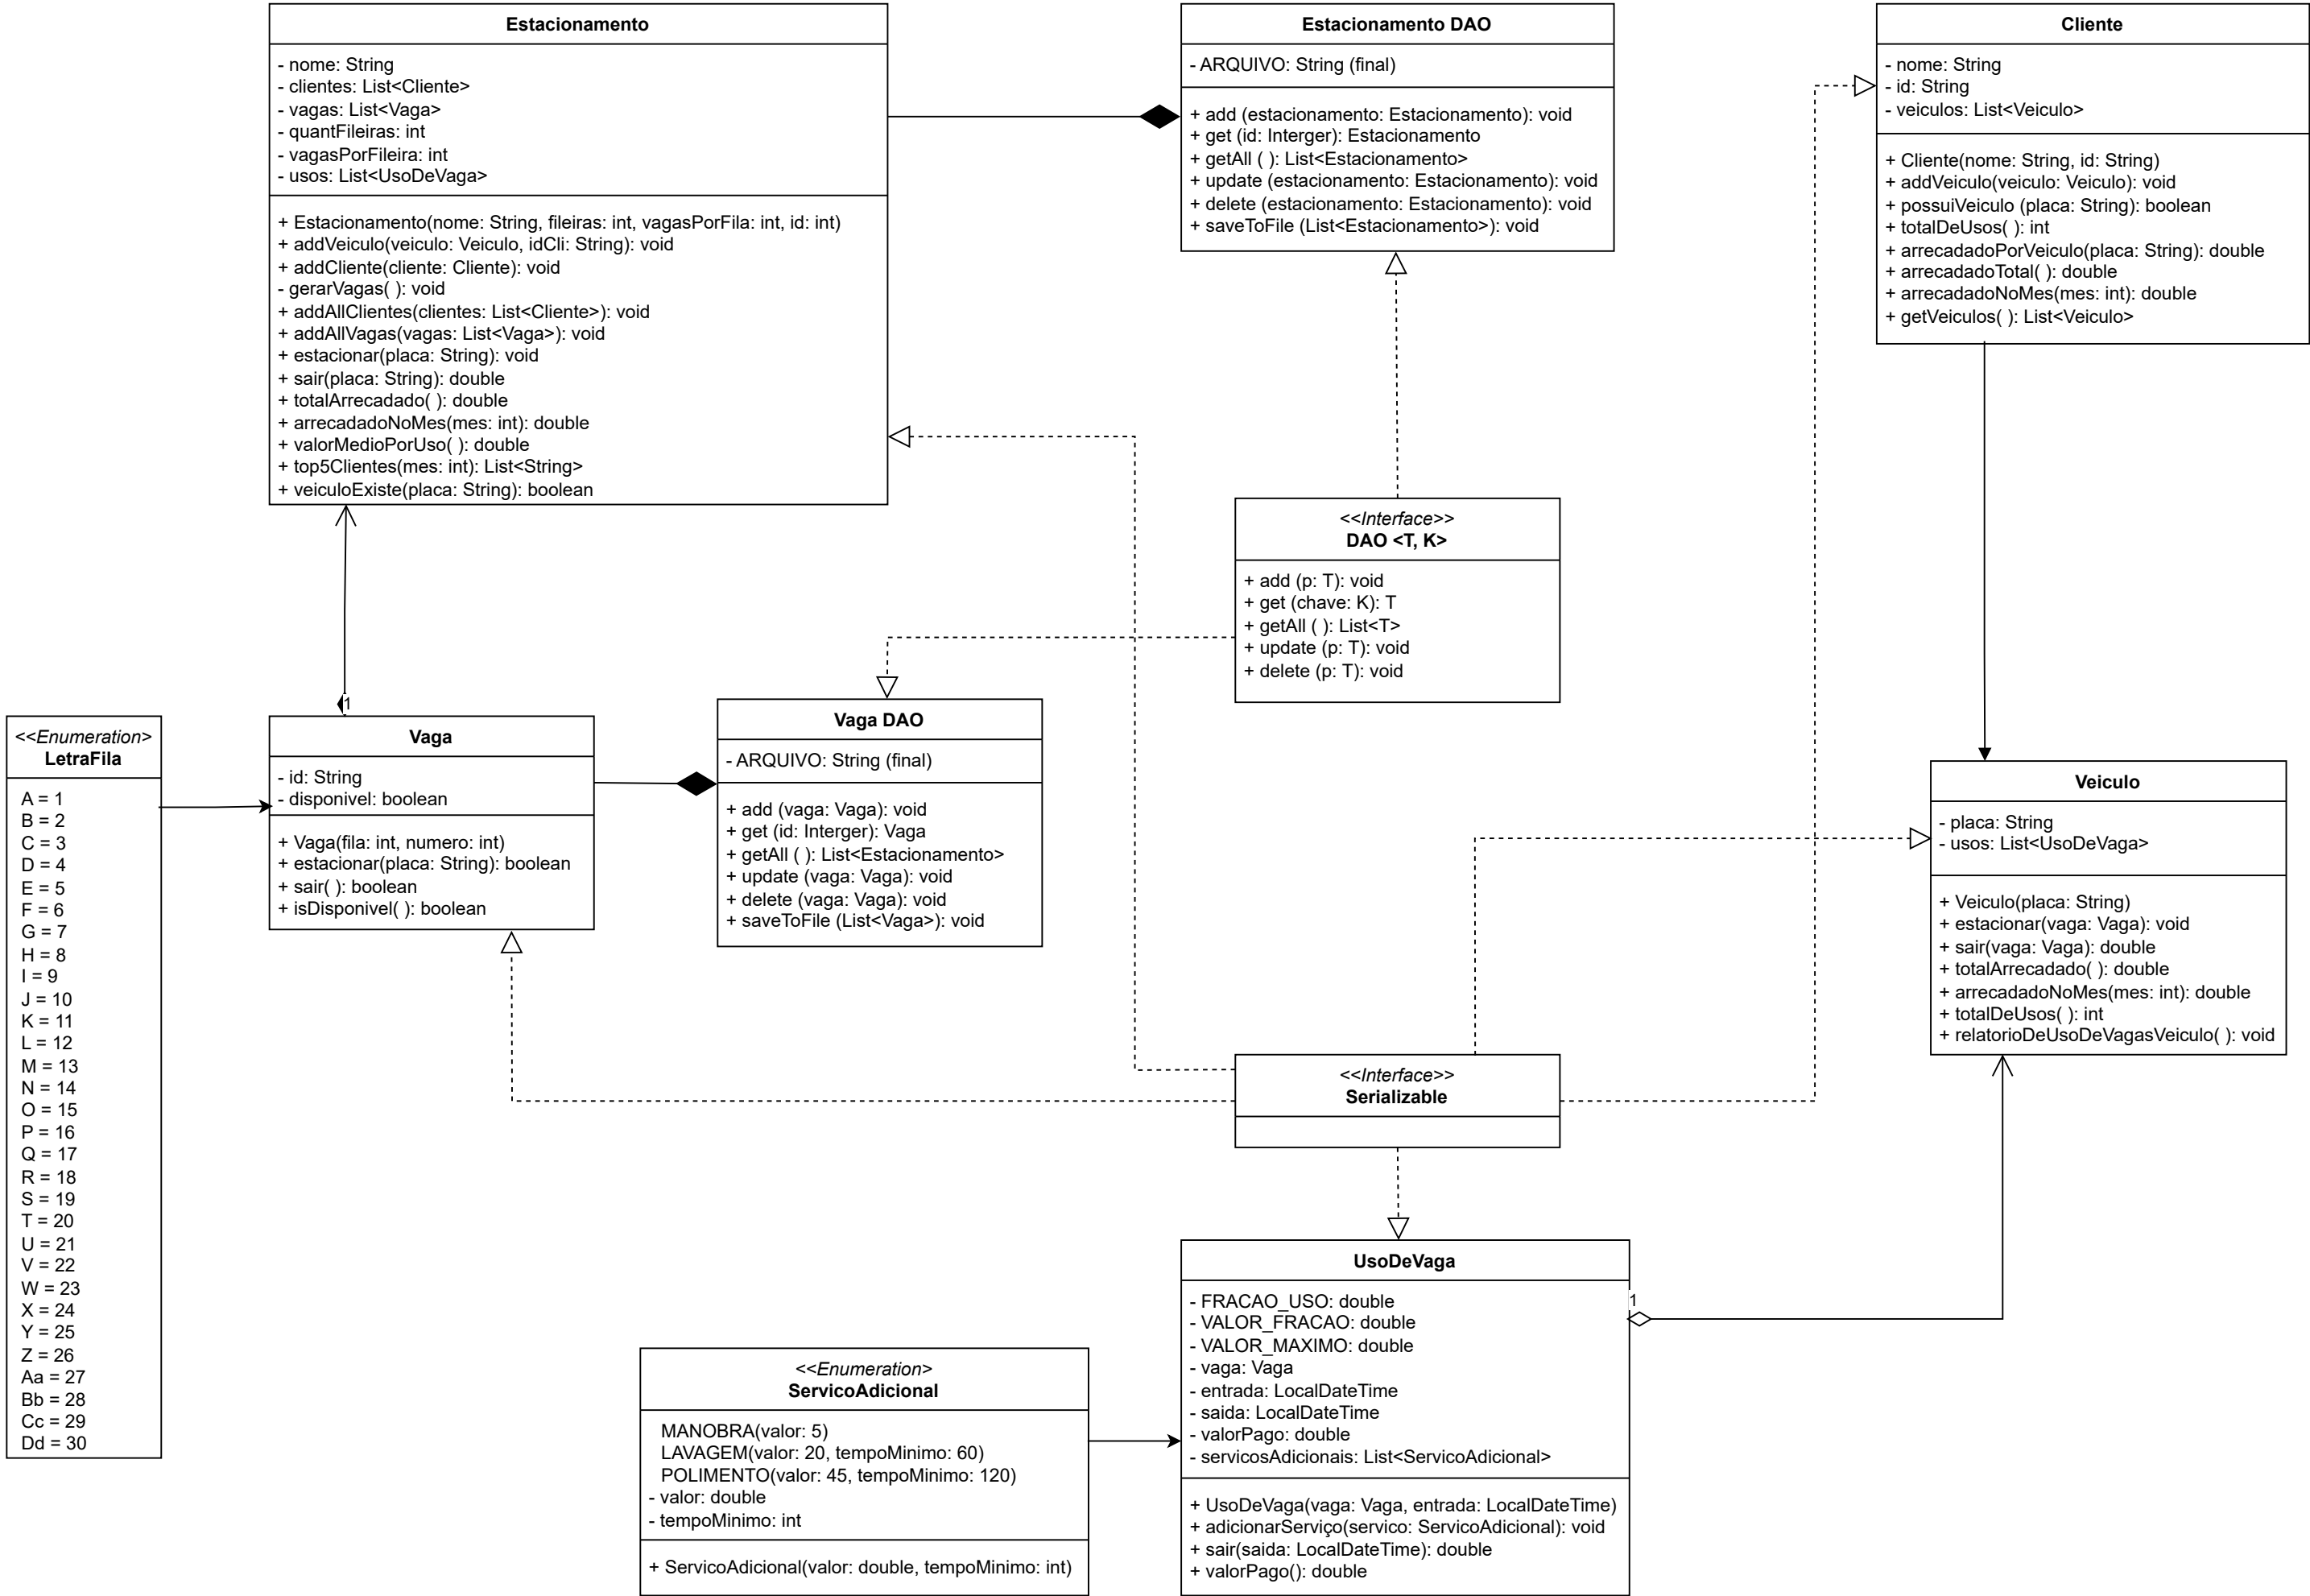 Estacionamento
- nome: String
- clientes: List<Cliente>
- vagas: List<Vaga>
- quantFileiras: int
- vagasPorFileira: int
- usos: List<UsoDeVaga>
+ Estacionamento(nome: String, fileiras: int, vagasPorFila: int, id: int)
+ addVeiculo(veiculo: Veiculo, idCli: String): void
+ addCliente(cliente: Cliente): void
- gerarVagas( ): void
+ addAllClientes(clientes: List<Cliente>): void
+ addAllVagas(vagas: List<Vaga>): void
+ estacionar(placa: String): void
+ sair(placa: String): double
+ totalArrecadado( ): double
+ arrecadadoNoMes(mes: int): double
+ valorMedioPorUso( ): double
+ top5Clientes(mes: int): List<String>
+ veiculoExiste(placa: String): boolean
Estacionamento DAO
- ARQUIVO: String (final)
+ add (estacionamento: Estacionamento): void
+ get (id: Interger): Estacionamento
+ getAll ( ): List<Estacionamento>
+ update (estacionamento: Estacionamento): void
+ delete (estacionamento: Estacionamento): void
+ saveToFile (List<Estacionamento>): void
Cliente
- nome: String
- id: String
- veiculos: List<Veiculo>
+ Cliente(nome: String, id: String)
+ addVeiculo(veiculo: Veiculo): void
+ possuiVeiculo (placa: String): boolean
+ totalDeUsos( ): int
+ arrecadadoPorVeiculo(placa: String): double
+ arrecadadoTotal( ): double
+ arrecadadoNoMes(mes: int): double
+ getVeiculos( ): List<Veiculo>
<<Interface>>
DAO <T, K>
+ add (p: T): void
+ get (chave: K): T
+ getAll ( ): List<T>
+ update (p: T): void
+ delete (p: T): void
<<Enumeration>
LetraFila
A = 1
B = 2
C = 3
D = 4
E = 5
F = 6
G = 7
H = 8
I = 9
J = 10
K = 11
L = 12
M = 13
N = 14
O = 15
P = 16
Q = 17
R = 18
S = 19
T = 20
U = 21
V = 22
W = 23
X = 24
Y = 25
Z = 26
Aa = 27
Bb = 28
Cc = 29
Dd = 30
1
Vaga
- id: String
- disponivel: boolean
+ Vaga(fila: int, numero: int)
+ estacionar(placa: String): boolean
+ sair( ): boolean
+ isDisponivel( ): boolean
Vaga DAO
- ARQUIVO: String (final)
+ add (vaga: Vaga): void
+ get (id: Interger): Vaga
+ getAll ( ): List<Estacionamento>
+ update (vaga: Vaga): void
+ delete (vaga: Vaga): void
+ saveToFile (List<Vaga>): void
Veiculo
- placa: String
- usos: List<UsoDeVaga>
+ Veiculo(placa: String)
+ estacionar(vaga: Vaga): void
+ sair(vaga: Vaga): double
+ totalArrecadado( ): double
+ arrecadadoNoMes(mes: int): double
+ totalDeUsos( ): int
+ relatorioDeUsoDeVagasVeiculo( ): void
<<Interface>>
Serializable
UsoDeVaga
- FRACAO_USO: double
- VALOR_FRACAO: double
- VALOR_MAXIMO: double
- vaga: Vaga
- entrada: LocalDateTime
- saida: LocalDateTime
- valorPago: double
- servicosAdicionais: List<ServicoAdicional>
+ UsoDeVaga(vaga: Vaga, entrada: LocalDateTime)
+ adicionarServiço(servico: ServicoAdicional): void
+ sair(saida: LocalDateTime): double
+ valorPago(): double
1
<<Enumeration>
ServicoAdicional
MANOBRA(valor: 5)
LAVAGEM(valor: 20, tempoMinimo: 60)
POLIMENTO(valor: 45, tempoMinimo: 120)
- valor: double
- tempoMinimo: int
+ ServicoAdicional(valor: double, tempoMinimo: int)